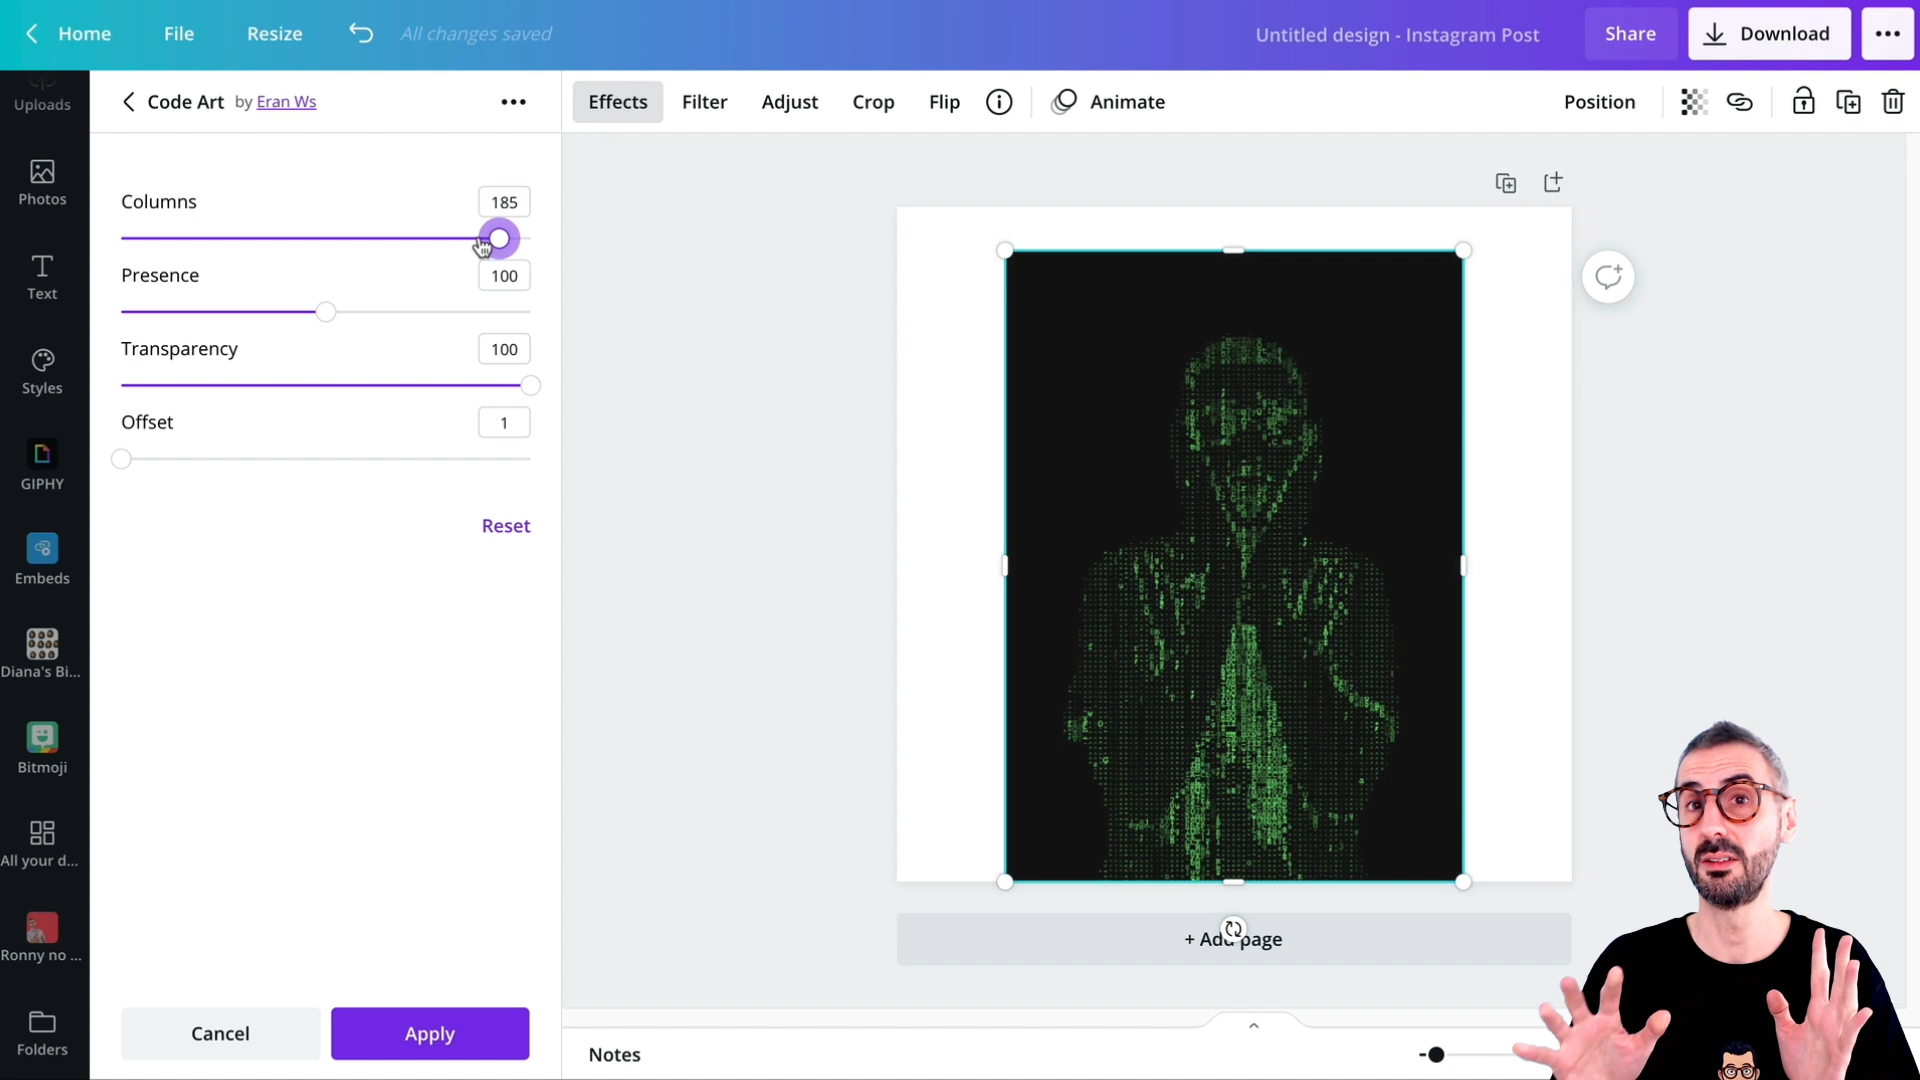 Home
File
Resize
All changes saved
Untitled design - Instagram Post
Share
Download
Uploads
Photos
Text
Styles
GIPHY
Embeds
Diana's Bi...
Bitmoji
All your d...
Ronny no ...
Folders
Code Art by Eran Ws
Columns
185
Presence
100
Transparency
100
Offset
1
Reset
Cancel
Apply
Effects
Filter
Adjust
Crop
Flip
Animate
Position
+ Add page
Notes